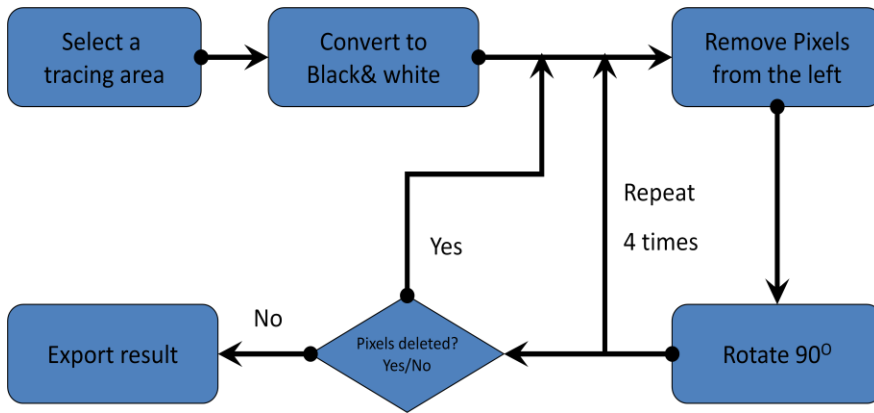 Select a
tracing area
Convert to
Black& white
Remove Pixels
from the left
Repeat
4 times
Yes
No
Export result
Pixels deleted?
Yes/No
Rotate 90⁰